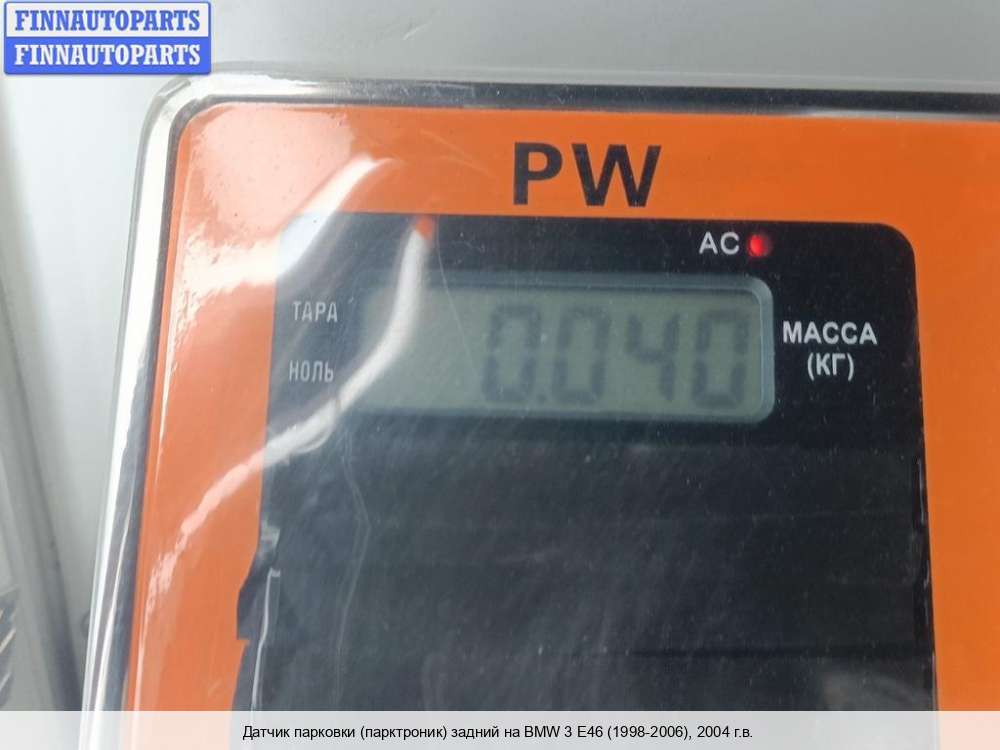 FINNAUTOPARTS
FINNAUTOPARTS
PW
AC
ТАРА
0.040
МАССА
(КГ)
НОЛЬ
Датчик парковки (парктроник) задний на BMW 3 E46 (1998-2006), 2004 г.в.